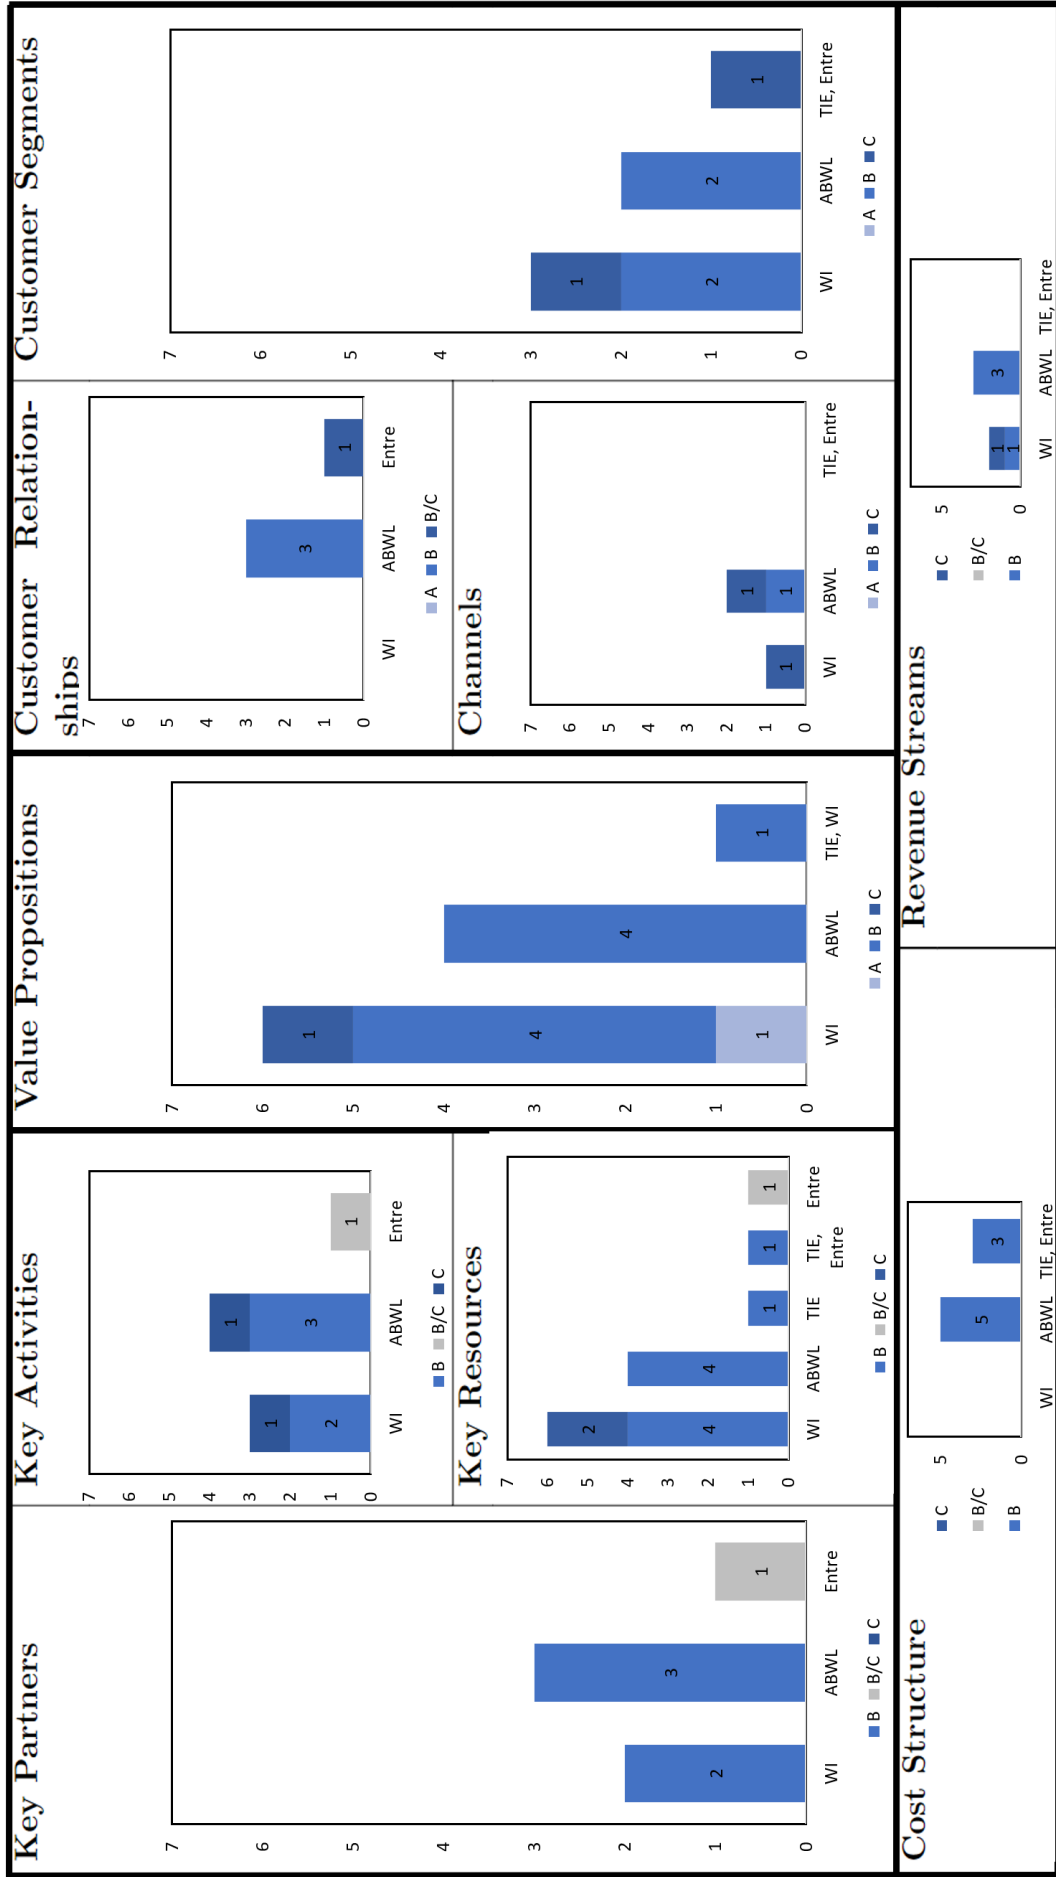 Key Partners
7
6
5
4
3
2
1
0
2
3
1
WI ABWL Entre
B B/C C
Key Activities
7
6
5
4
3
2
1
0
1
2
1
3
1
WI ABWL Entre
B B/C C
Key Resources
7
6
5
4
3
2
1
0
2
4
4
1
1
1
WI ABWL TIE TIE, Entre
Entre
B B/C C
Value Propositions
7
6
5
4
3
2
1
0
1
4
1
4
1
WI ABWL TIE, WI
A B C
Customer Relation-
ships
7
6
5
4
3
2
1
0
3
1
WI ABWL Entre
A B B/C
Channels
7
6
5
4
3
2
1
0
1
1
1
WI ABWL TIE, Entre
A B C
Customer Segments
7
6
5
4
3
2
1
0
1
2
2
1
WI ABWL TIE, Entre
A B C
Cost Structure
C
B/C
B
5
0
5
3
WI ABWL TIE, Entre
Revenue Streams
C
B/C
B
5
0
1
1
3
WI ABWL TIE, Entre